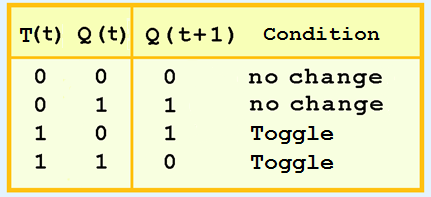 T(t) Q(t) Q(t+1) Condition
0 0 0 no change
0 1 1 no change
1 0 1 Toggle
1 1 0 Toggle